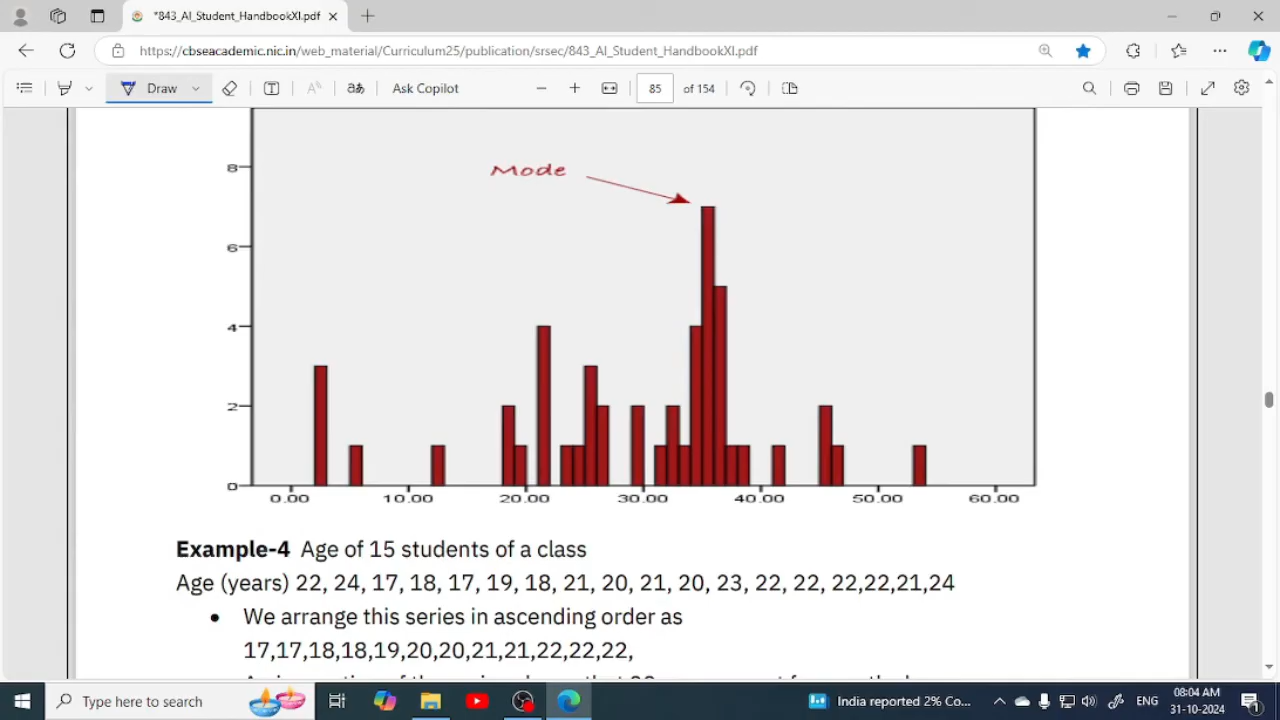 *843_AI_Student_HandbookXI.pdf
https://cbseacademic.nic.in/web_material/Curriculum25/publication/srsec/843_AI_Student_HandbookXI.pdf
Draw
Ask Copilot
85 of 154
Mode
8
6
4
2
0
0.00 10.00 20.00 30.00 40.00 50.00 60.00
Example-4 Age of 15 students of a class
Age (years) 22, 24, 17, 18, 17, 19, 18, 21, 20, 21, 20, 23, 22, 22, 22,22,21,24
• We arrange this series in ascending order as
17,17,18,18,19,20,20,21,21,22,22,22,
Type here to search
India reported 2% Co...
ENG
08:04 AM
31-10-2024